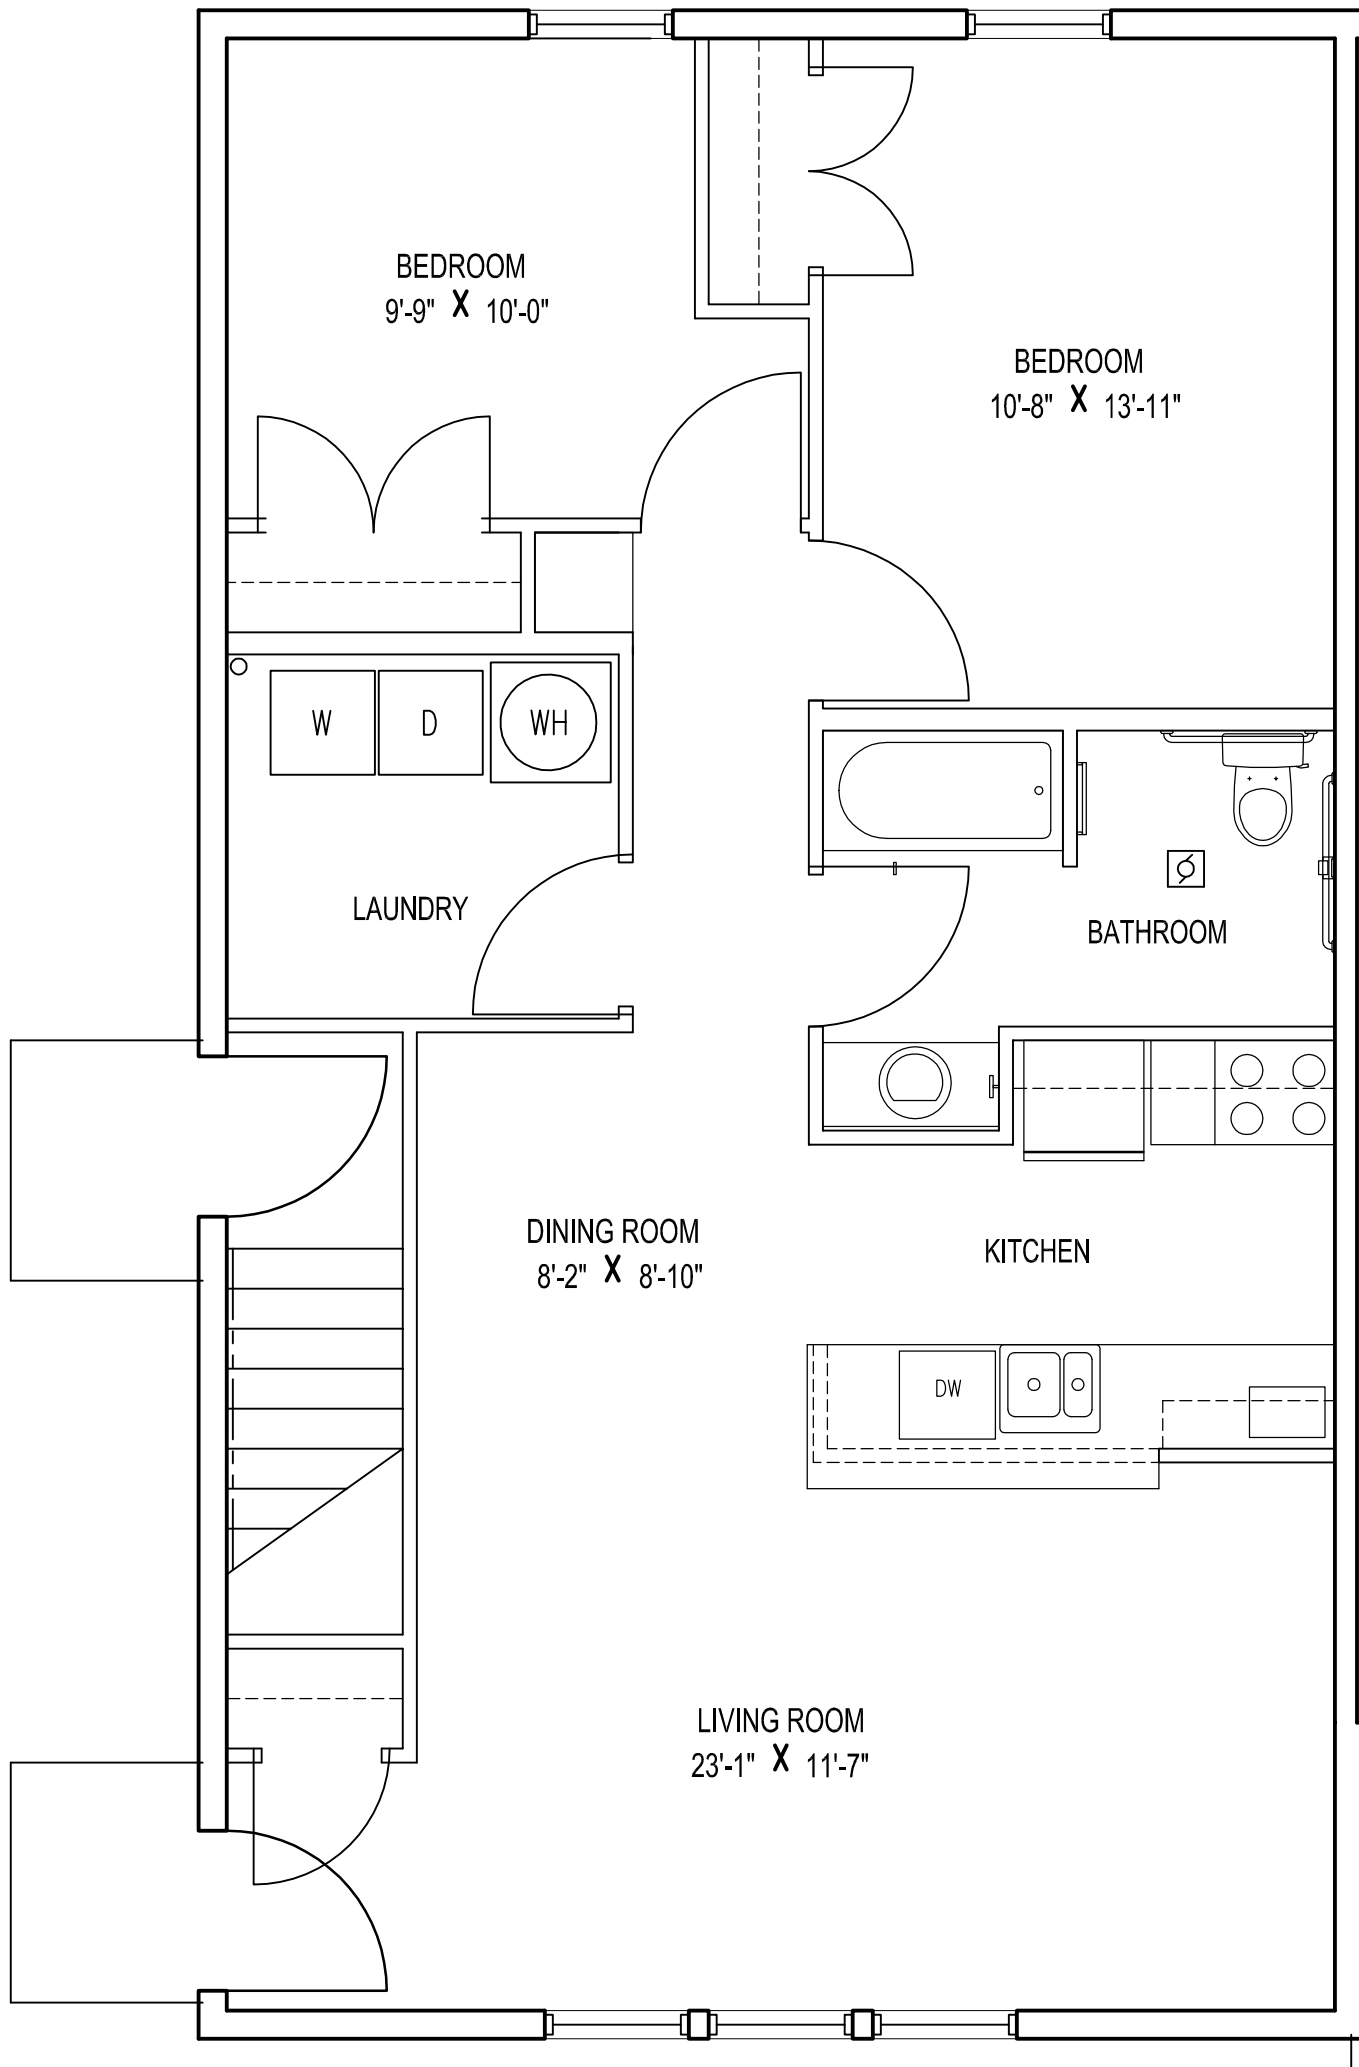 BEDROOM
9'-9" X 10'-0"
BEDROOM
10'-8" X 13'-11"
W
D
WH
LAUNDRY
BATHROOM
DINING ROOM
8'-2" X 8'-10"
KITCHEN
DW
LIVING ROOM
23'-1" X 11'-7"